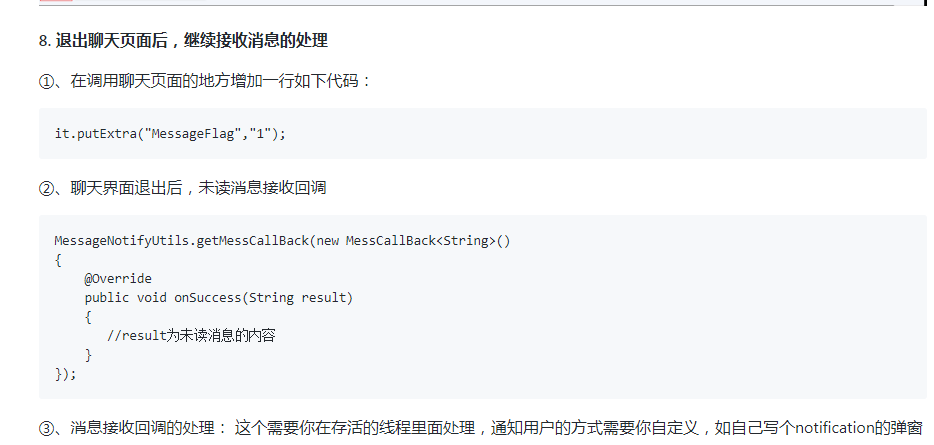 8. 退出聊天页面后，继续接收消息的处理
①、在调用聊天页面的地方增加一行如下代码：
it.putExtra("MessageFlag","1");
②、聊天界面退出后，未读消息接收回调
MessageNotifyUtils.getMessCallBack(new MessCallBack<String>()
{
    @Override
    public void onSuccess(String result)
    {
       //result为未读消息的内容
    }
});
③、消息接收回调的处理： 这个需要你在存活的线程里面处理，通知用户的方式需要你自定义，如自己写个notification的弹窗